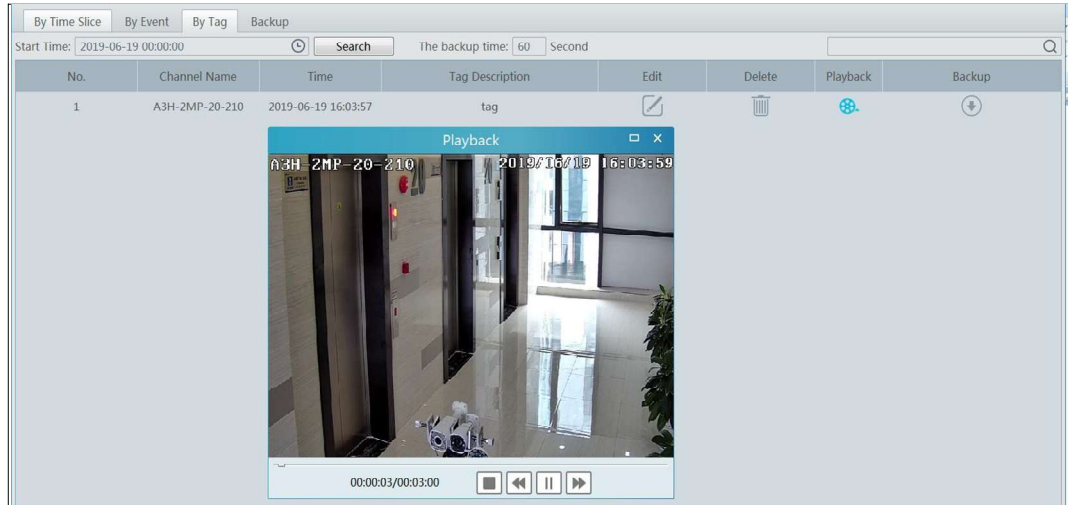 By Time Slice By Event By Tag Backup
Start Time: 2019-06-19 00:00:00 Search The backup time: 60 Second
No. Channel Name Time Tag Description Edit Delete Playback Backup
1 A3H-2MP-20-210 2019-06-19 16:03:57 tag
Playback
A3H-2MP-20-210 2019/06/19 16:03:59
20
00:00:03/00:03:00